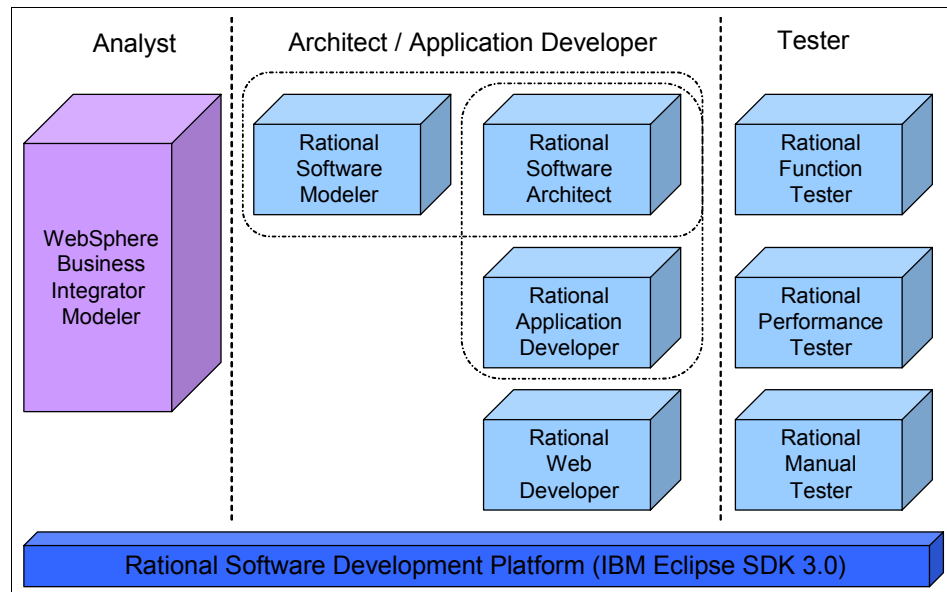 Analyst
Architect / Application Developer
Tester
WebSphere
Business
Integrator
Modeler
Rational
Software
Modeler
Rational
Software
Architect
Rational
Application
Developer
Rational
Web
Developer
Rational
Function
Tester
Rational
Performance
Tester
Rational
Manual
Tester
Rational Software Development Platform (IBM Eclipse SDK 3.0)